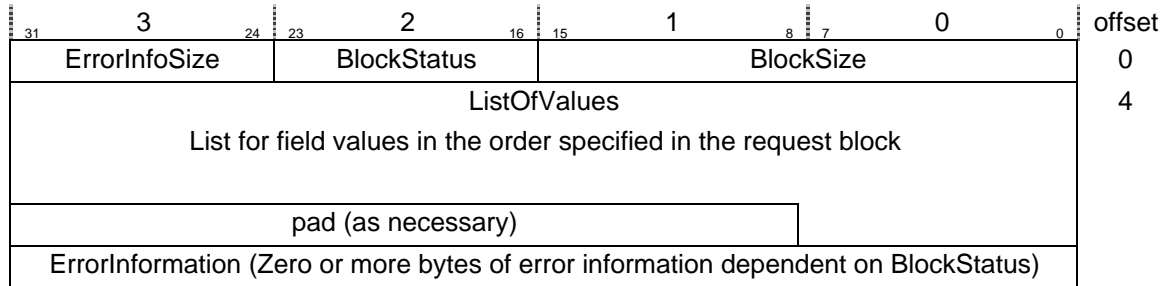 3 2 1 0 offset
31 24 23 16 15 8 7 0
ErrorInfoSize BlockStatus BlockSize 0
ListOfValues 4
List for field values in the order specified in the request block
pad (as necessary)
ErrorInformation (Zero or more bytes of error information dependent on BlockStatus)